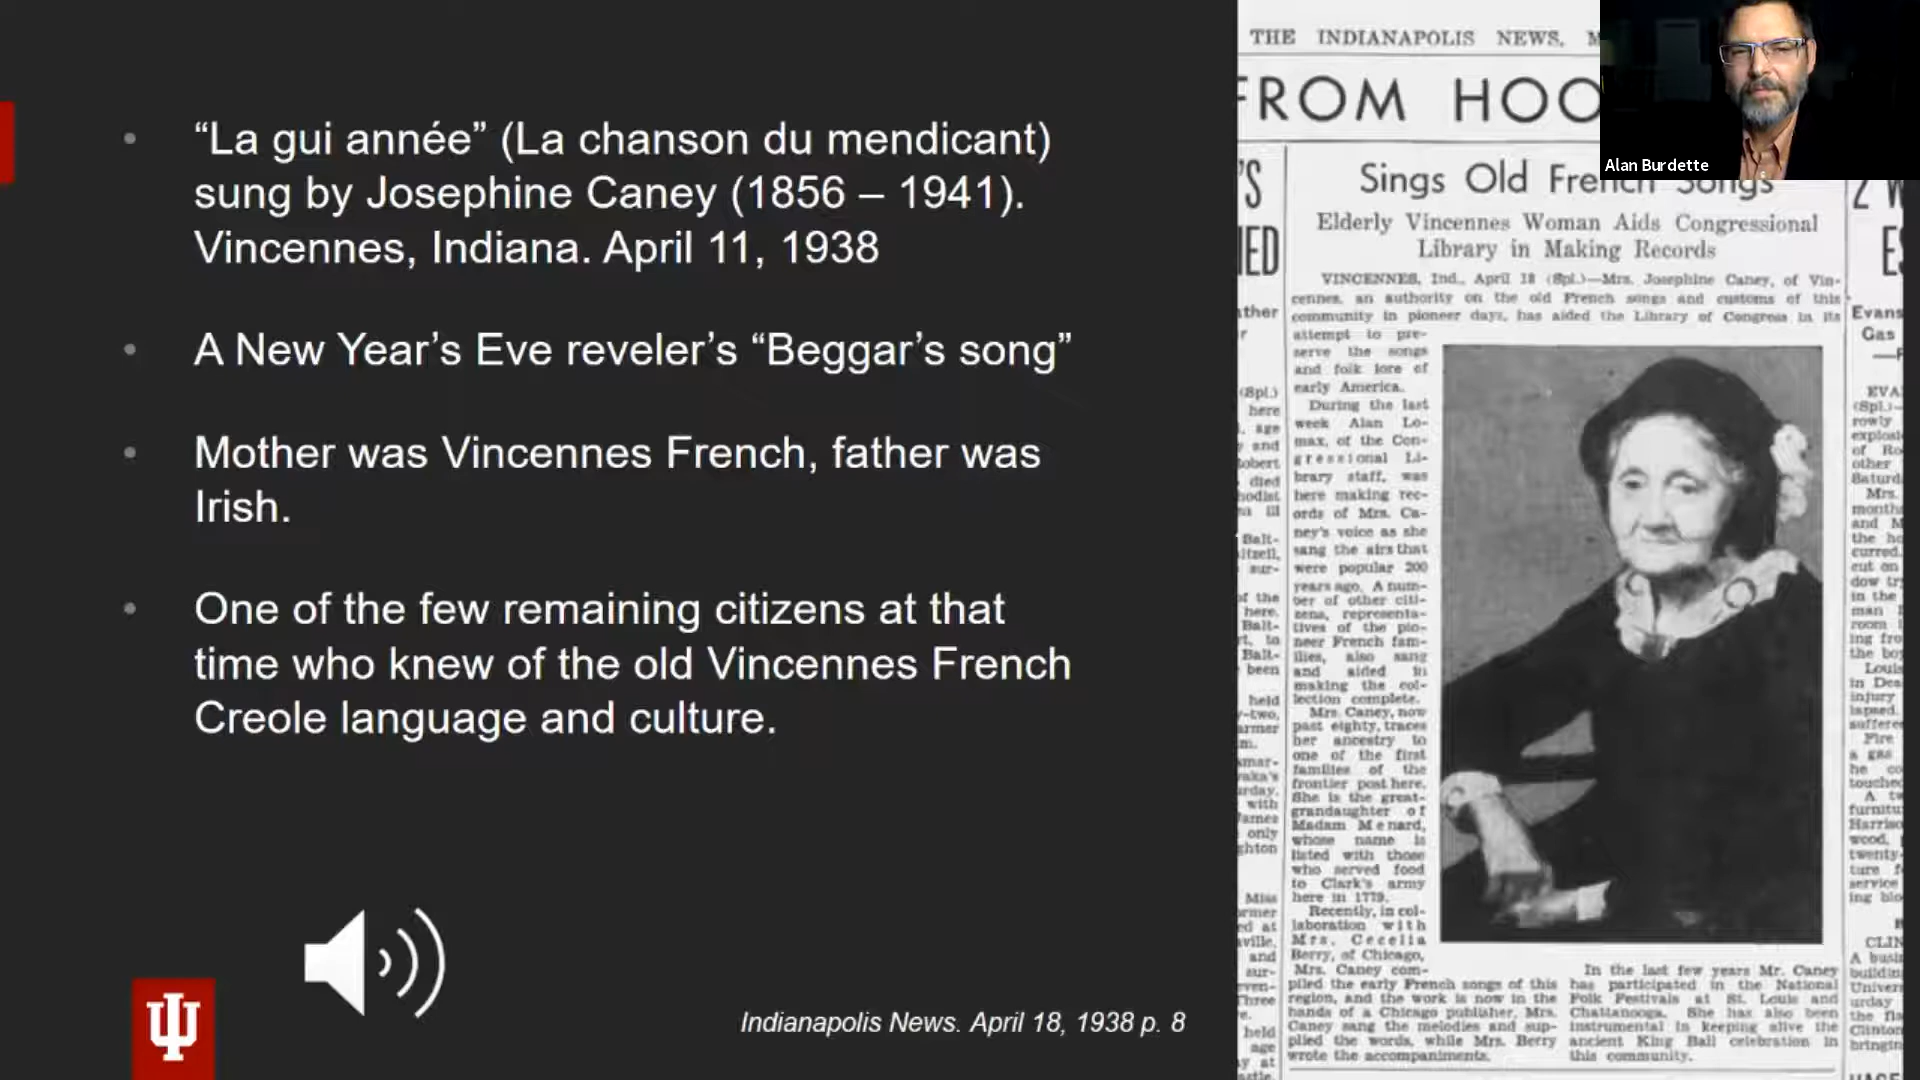 “La gui année” (La chanson du mendicant)
sung by Josephine Caney (1856 – 1941).
Vincennes, Indiana. April 11, 1938
A New Year’s Eve reveler’s “Beggar’s song”
Mother was Vincennes French, father was
Irish.
One of the few remaining citizens at that
time who knew of the old Vincennes French
Creole language and culture.
Indianapolis News. April 18, 1938 p. 8
Alan Burdette
THE INDIANAPOLIS NEWS,
FROM HOO
Sings Old French Songs
Elderly Vincennes Woman Aids Congressional
Library in Making Records
VINCENNES, Ind., April 18 (Spl.)—Mrs. Josephine Caney, of Vin-
cennes, an authority on the old French songs and customs of this
community in pioneer days, has aided the Library of Congress in its
attempt to pre-
serve the songs
and folk lore of
early America.
During the last
week Alan Lo-
max, of the Con-
gressional Li-
brary staff, was
here making rec-
ords of Mrs. Ca-
ney's voice as she
sang the airs that
were popular 200
years ago. A num-
ber of other citi-
zens, representa-
tives of the pio-
neer French fam-
ilies, also sang
and aided in
making the col-
lection complete.
Mrs. Caney, now
past eighty, traces
her ancestry to
one of the first
families of the
frontier post here.
She is the great-
grandaughter of
Madam Menard,
whose name is
listed with those
who served food
to Clark's army
here in 1779.
Recently, in col-
laboration with
Mrs. Cecelia
Berry, of Chicago,
Mrs. Caney com-
piled the early French songs of this
region, and the work is now in the
hands of a Chicago publisher, Mrs.
Caney sang the melodies and sup-
plied the words, while Mrs. Berry
wrote the accompaniments.
In the last few years Mr. Caney
has participated in the National
Folk Festivals at St. Louis and
Chattanooga. She has also been
instrumental in keeping alive the
ancient King Ball celebration in
this community.